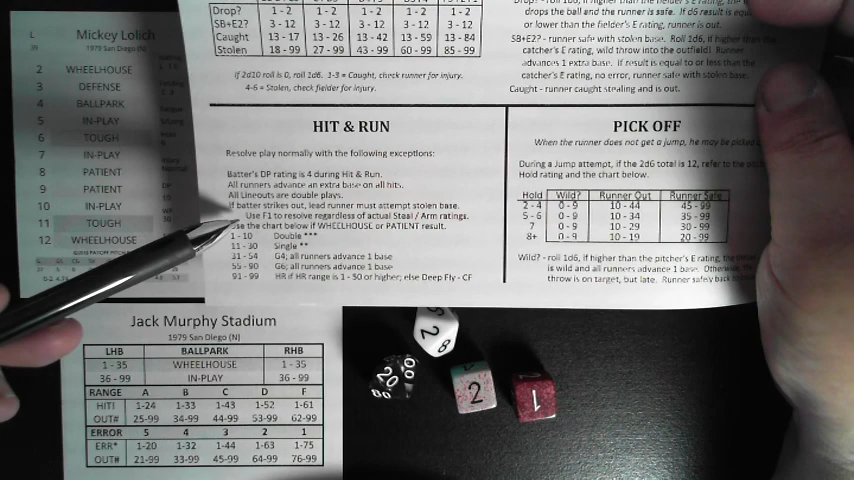 L
Mickey Lolich
1979 San Diego (N)
2 WHEELHOUSE
3 DEFENSE
4 BALLPARK
5 IN-PLAY
6 TOUGH
7 IN-PLAY
8 PATIENT
9 PATIENT
10 IN-PLAY
11 TOUGH
12 WHEELHOUSE
Drop? 1 - 2 1 - 2 1 - 2 1 - 2 1 - 2
SB+E2? 3 - 12 3 - 12 3 - 12 3 - 12 3 - 12
Caught 13 - 17 13 - 26 13 - 42 13 - 59 13 - 84
Stolen 18 - 99 27 - 99 43 - 99 60 - 99 85 - 99
If 2d10 roll is 0, roll 1d6. 1-3 = Caught, check runner for injury.
4-6 = Stolen, check fielder for injury.
drops the ball and the runner is safe. If d6 result is
or lower than the fielder's E rating, runner is out.
SB+E2? - runner safe with stolen base. Roll 1d6, if higher than
catcher's E rating, wild throw into the outfield! Runner
advances 1 extra base. If result is equal to or less than the
catcher's E rating, no error, runner safe with stolen base.
Caught - runner caught stealing and is out.
HIT & RUN
Resolve play normally with the following exceptions:
Batter's DP rating is 4 during Hit & Run.
All runners advance an extra base on all hits.
All Lineouts are double plays.
If batter strikes out, lead runner must attempt stolen base.
Use F1 to resolve regardless of actual Steal / Arm ratings.
Use the chart below if WHEELHOUSE or PATIENT result.
1 - 10 Double ***
11 - 30 Single **
31 - 54 G4; all runners advance 1 base
55 - 90 G6; all runners advance 1 base
91 - 99 HR if HR range is 1 - 50 or higher; else Deep Fly - CF
PICK OFF
When the runner does not get a jump, he may be picked
During a Jump attempt, if the 2d6 total is 12, refer to the
Hold rating and the chart below.
Hold Wild? Runner Out Runner Safe
2 - 4 0 - 9 10 - 44 45 - 99
5 - 6 0 - 9 10 - 34 35 - 99
7 0 - 9 10 - 29 30 - 99
8+ 0 - 9 10 - 19 20 - 99
Wild? - roll 1d6, if higher than the pitcher's E rating, the
is wild and all runners advance 1 base. Otherwise, the
throw is on target, but late. Runner safely back
Jack Murphy Stadium
1979 San Diego (N)
LHB BALLPARK RHB
1 - 35 WHEELHOUSE 1 - 35
36 - 99 IN-PLAY 36 - 99
RANGE A B C D F
HIT! 1-24 1-33 1-43 1-52 1-61
OUT# 25-99 34-99 44-99 53-99 62-99
ERROR 5 4 3 2 1
ERR* 1-20 1-32 1-44 1-63 1-75
OUT# 21-99 33-99 45-99 64-99 76-99
2
8
20
00
2
1